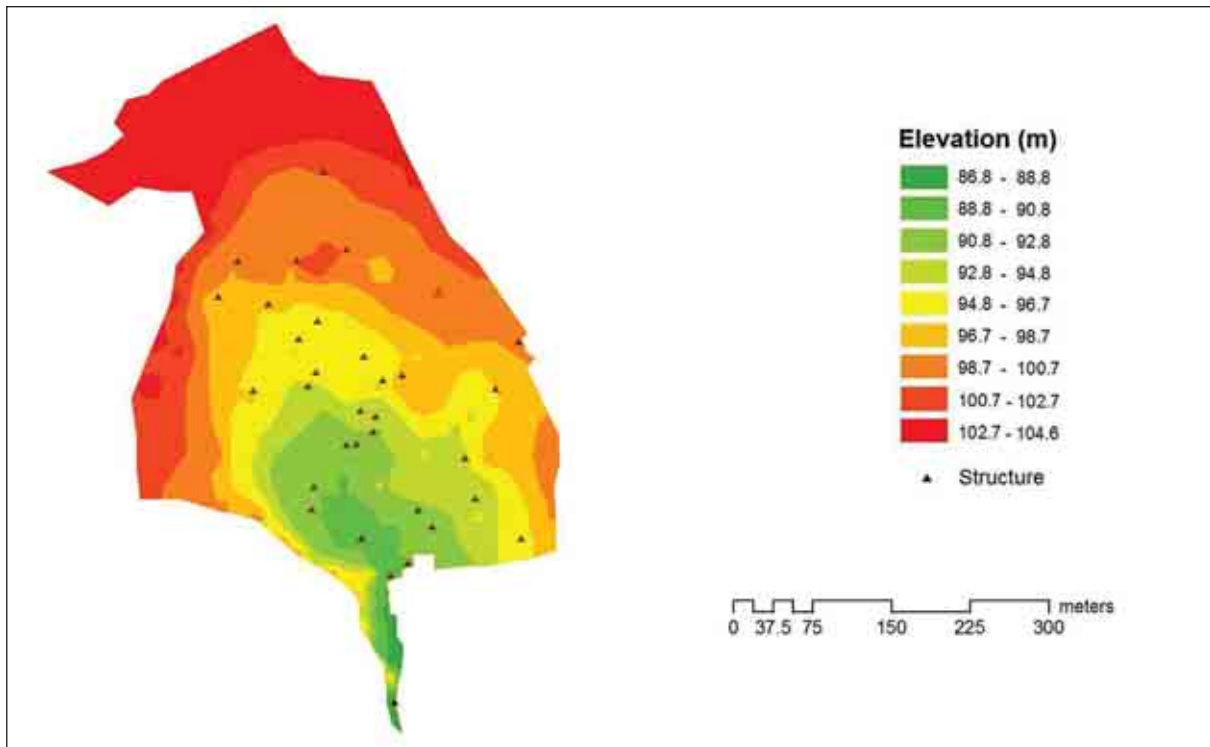 Elevation (m)
86.8 - 88.8
88.8 - 90.8
90.8 - 92.8
92.8 - 94.8
94.8 - 96.7
96.7 - 98.7
98.7 - 100.7
100.7 - 102.7
102.7 - 104.6
Structure
meters
0 37.5 75 150 225 300